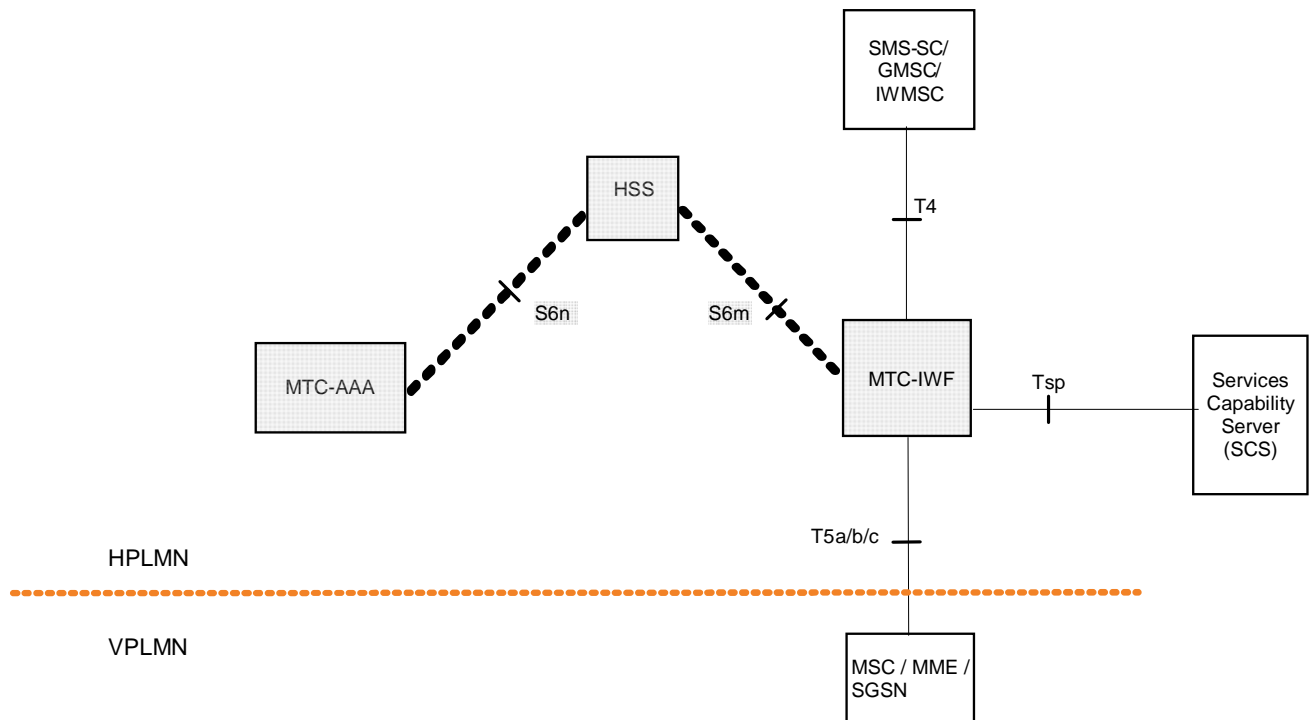 SMS-SC/
GMSC/
IWMSC
HSS
T4
S6n
S6m
MTC-AAA
MTC-IWF
Tsp
Services
Capability
Server
(SCS)
T5a/b/c
HPLMN
VPLMN
MSC / MME /
SGSN